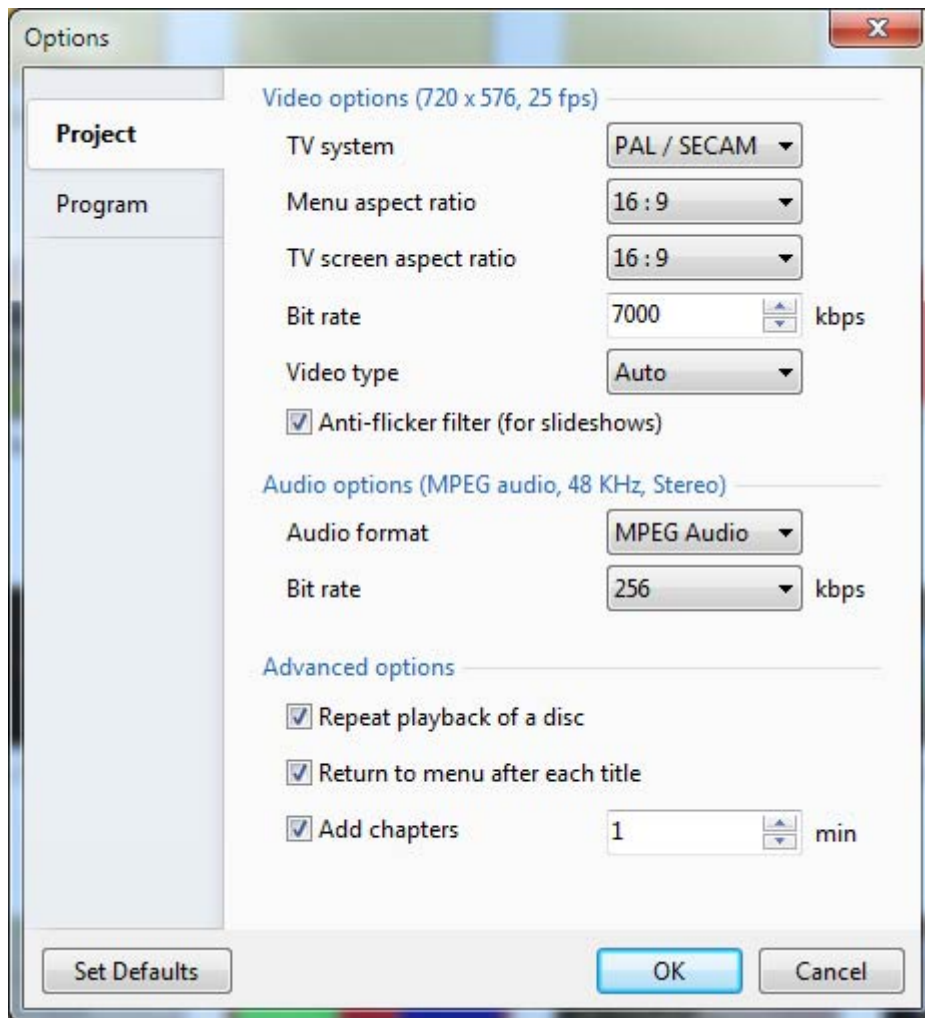 Options
Project
Program
Video options (720 x 576, 25 fps)
TV system PAL / SECAM
Menu aspect ratio 16 : 9
TV screen aspect ratio 16 : 9
Bit rate 7000 kbps
Video type Auto
Anti-flicker filter (for slideshows)
Audio options (MPEG audio, 48 KHz, Stereo)
Audio format MPEG Audio
Bit rate 256 kbps
Advanced options
Repeat playback of a disc
Return to menu after each title
Add chapters 1 min
Set Defaults OK Cancel